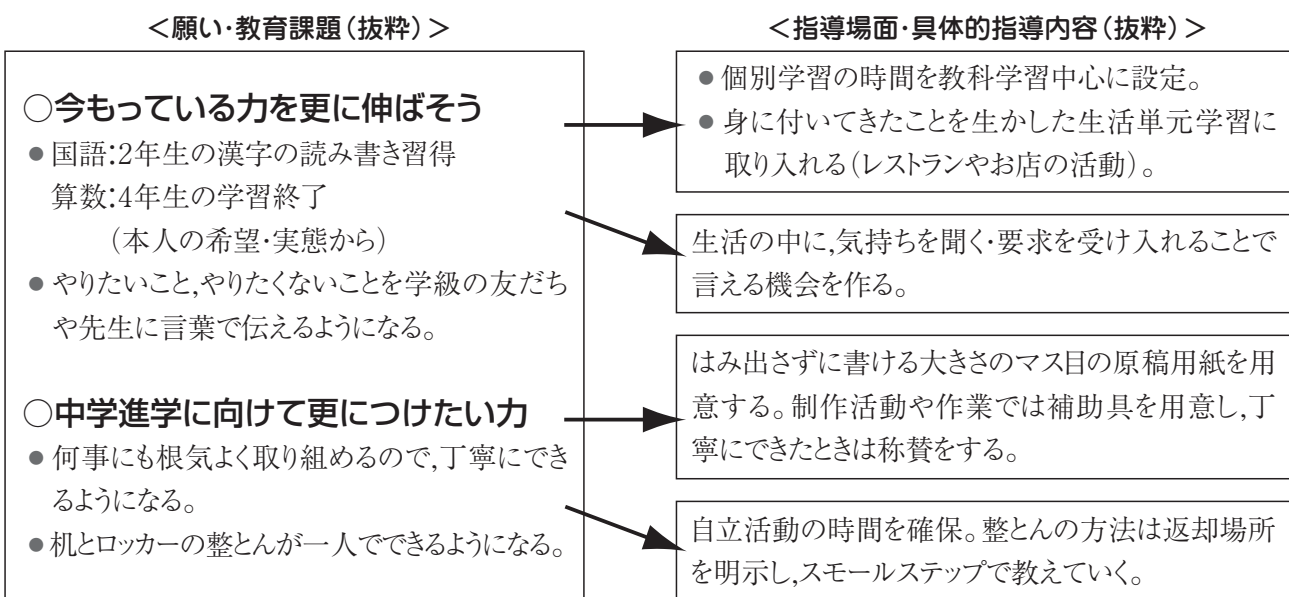 ＜願い・教育課題（抜粋）＞
○今もっている力を更に伸ばそう
● 国語：2年生の漢字の読み書き習得
算数：4年生の学習終了
（本人の希望・実態から）
● やりたいこと，やりたくないことを学級の友だち
や先生に言葉で伝えるようになる。
○中学進学に向けて更につけたい力
● 何事にも根気よく取り組めるので，丁寧にでき
るようになる。
● 机とロッカーの整とんが一人でできるようになる。
＜指導場面・具体的指導内容（抜粋）＞
● 個別学習の時間を教科学習中心に設定。
● 身に付いてきたことを生かした生活単元学習に
取り入れる（レストランやお店の活動）。
生活の中に，気持ちを聞く・要求を受け入れることで
言える機会を作る。
はみ出さずに書ける大きさのマス目の原稿用紙を用
意する。制作活動や作業では補助具を用意し，丁
寧にできたときは称賛をする。
自立活動の時間を確保。整とんの方法は返却場所
を明示し，スモールステップで教えていく。